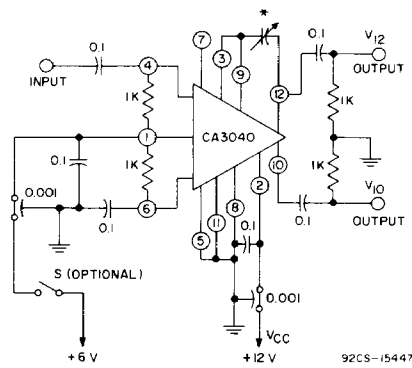 *
0.1
7
3
9
4
INPUT
0.1
V12
OUTPUT
12
1K
1K
1
CA3040
10
0.1
1K
1K
2
0.001
0.1
6
5
11
8
0.1
0.1
V10
OUTPUT
S (OPTIONAL)
0.001
VCC
+6 V
+12V
92CS-15447